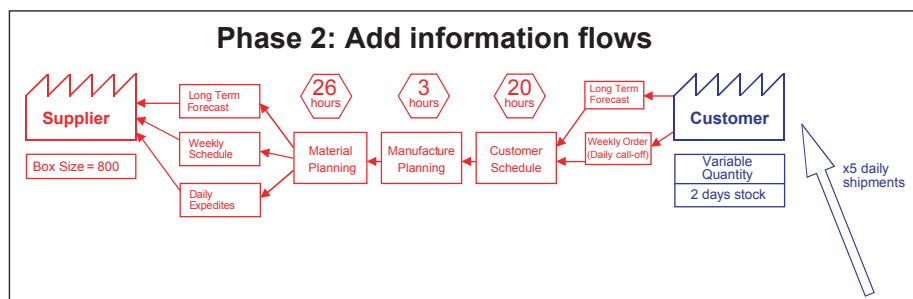 Phase 2: Add information flows
Supplier
Box Size = 800
Long Term
Forecast
Weekly
Schedule
Daily
Expedites
26
hours
Material
Planning
3
hours
Manufacture
Planning
20
hours
Customer
Schedule
Long Term
Forecast
Weekly Order
(Daily call-off)
Customer
Variable
Quantity
2 days stock
x5 daily
shipments